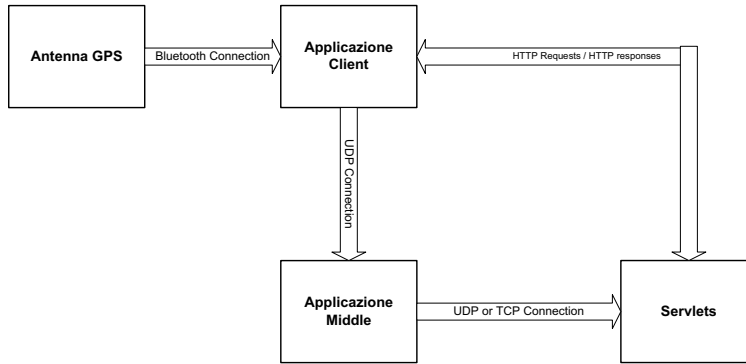 Antenna GPS
Bluetooth Connection
Applicazione
Client
HTTP Requests / HTTP responses
UDP Connection
Applicazione
Middle
UDP or TCP Connection
Servlets